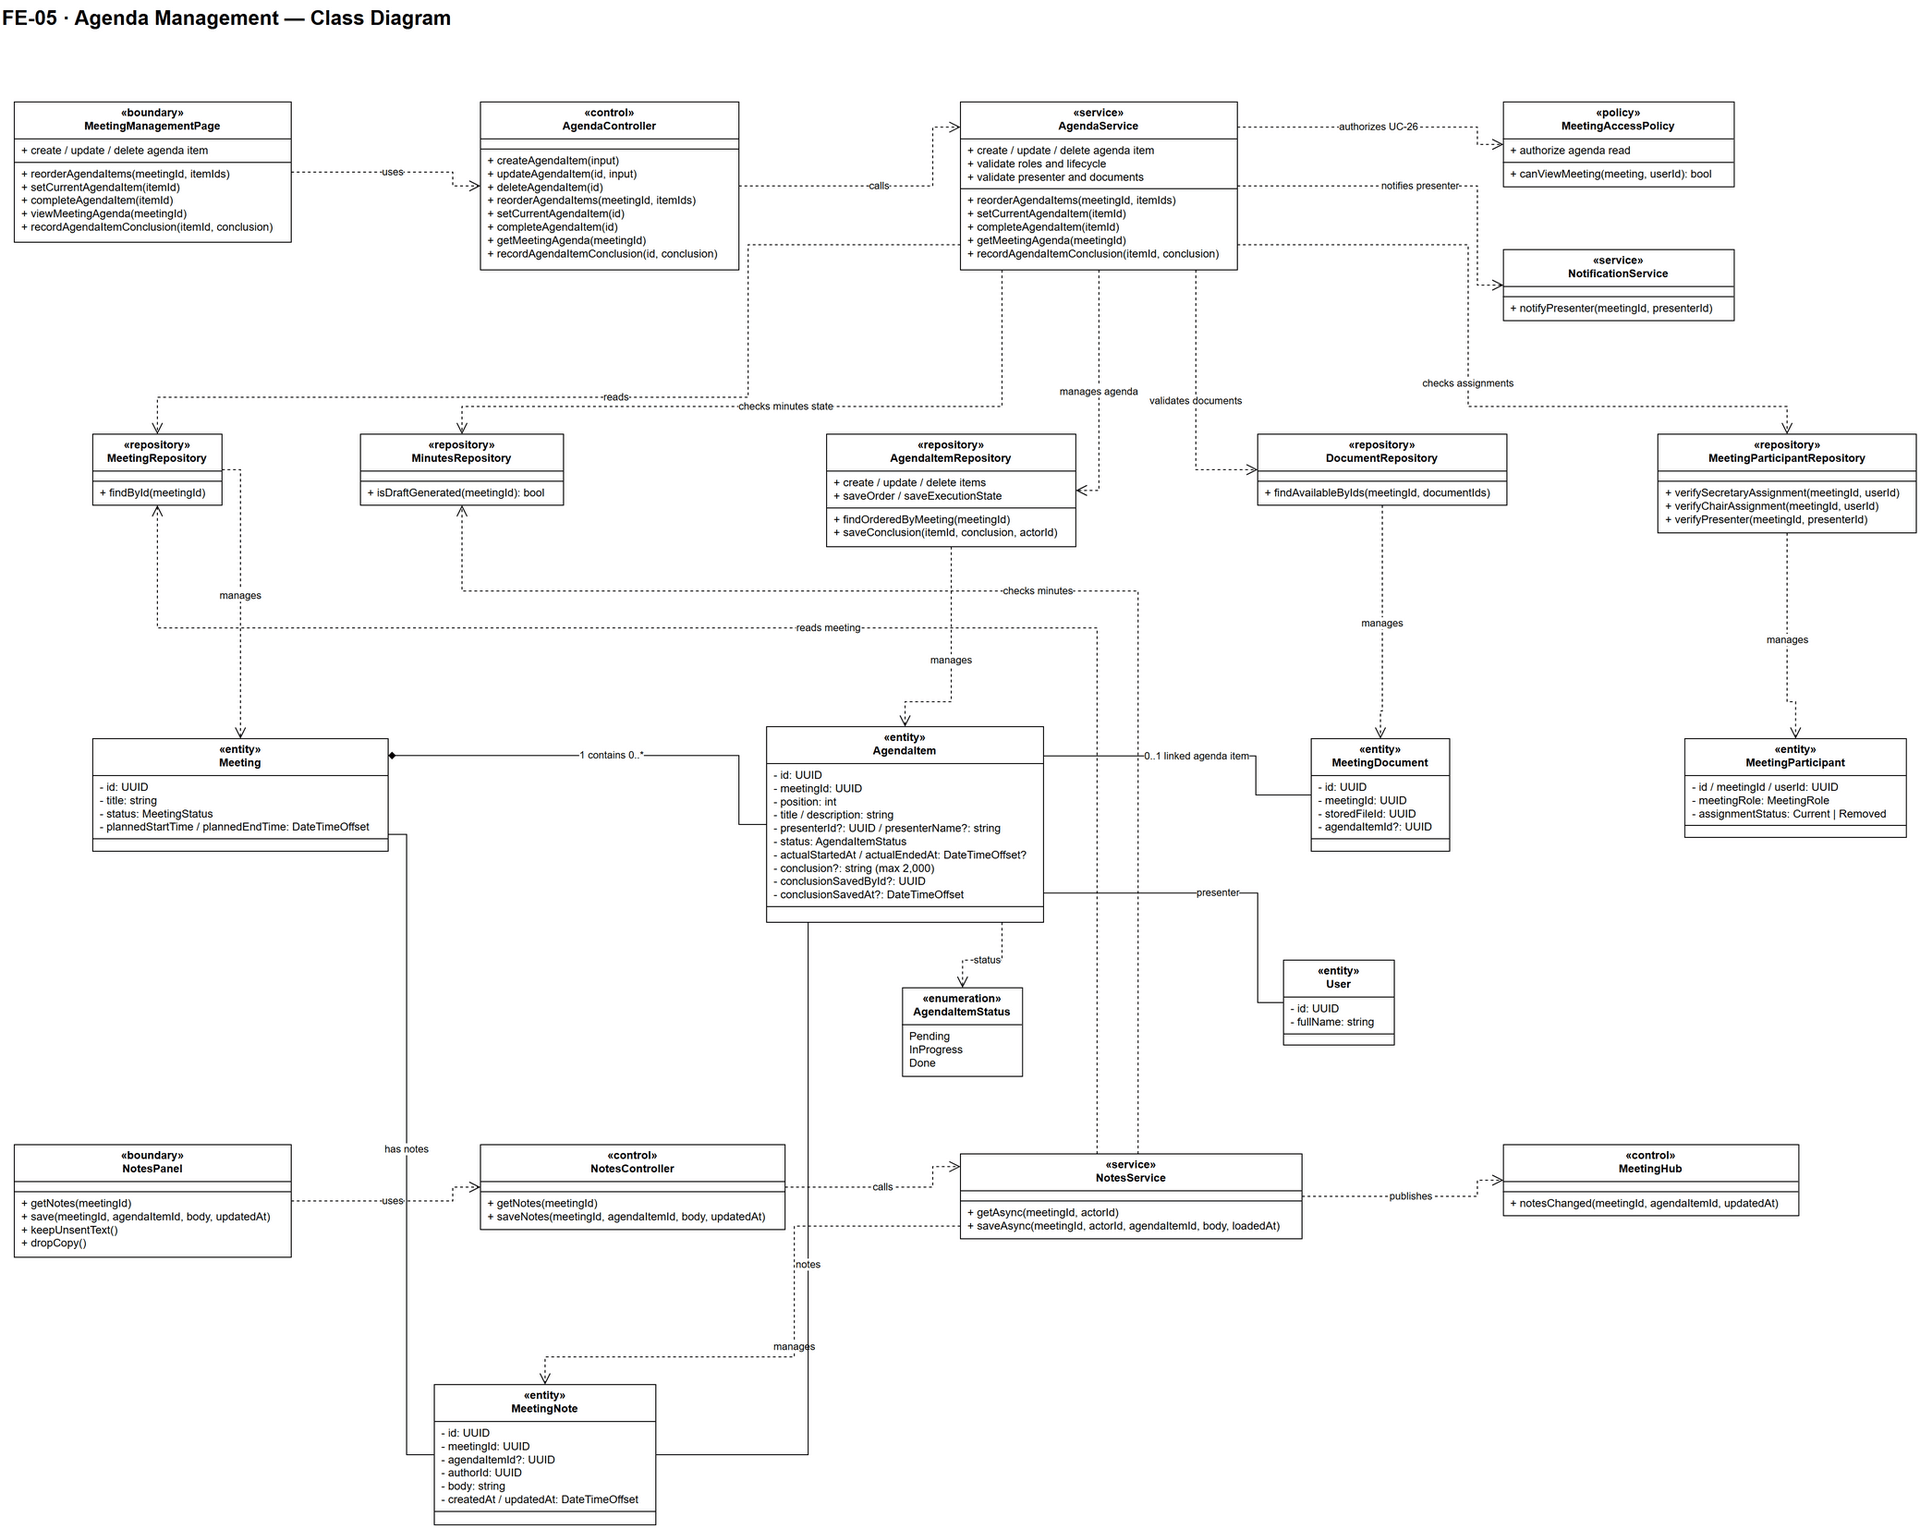 FE-05 · Agenda Management — Class Diagram
«boundary»
MeetingManagementPage
+ create / update / delete agenda item
+ reorderAgendaItems(meetingId, itemIds)
+ setCurrentAgendaItem(itemId)
+ completeAgendaItem(itemId)
+ viewMeetingAgenda(meetingId)
+ recordAgendaItemConclusion(itemId, conclusion)
uses
«control»
AgendaController
+ createAgendaItem(input)
+ updateAgendaItem(id, input)
+ deleteAgendaItem(id)
+ reorderAgendaItems(meetingId, itemIds)
+ setCurrentAgendaItem(id)
+ completeAgendaItem(id)
+ getMeetingAgenda(meetingId)
+ recordAgendaItemConclusion(id, conclusion)
calls
«service»
AgendaService
+ create / update / delete agenda item
+ validate roles and lifecycle
+ validate presenter and documents
+ reorderAgendaItems(meetingId, itemIds)
+ setCurrentAgendaItem(itemId)
+ completeAgendaItem(itemId)
+ getMeetingAgenda(meetingId)
+ recordAgendaItemConclusion(itemId, conclusion)
authorizes UC-26
notifies presenter
«policy»
MeetingAccessPolicy
+ authorize agenda read
+ canViewMeeting(meeting, userId): bool
«service»
NotificationService
+ notifyPresenter(meetingId, presenterId)
reads
checks minutes state
manages agenda
validates documents
checks assignments
«repository»
MeetingRepository
+ findById(meetingId)
«repository»
MinutesRepository
+ isDraftGenerated(meetingId): bool
«repository»
AgendaItemRepository
+ create / update / delete items
+ saveOrder / saveExecutionState
+ findOrderedByMeeting(meetingId)
+ saveConclusion(itemId, conclusion, actorId)
«repository»
DocumentRepository
+ findAvailableByIds(meetingId, documentIds)
«repository»
MeetingParticipantRepository
+ verifySecretaryAssignment(meetingId, userId)
+ verifyChairAssignment(meetingId, userId)
+ verifyPresenter(meetingId, presenterId)
manages
checks minutes
reads meeting
manages
manages
manages
«entity»
Meeting
- id: UUID
- title: string
- status: MeetingStatus
- plannedStartTime / plannedEndTime: DateTimeOffset
1 contains 0..*
«entity»
AgendaItem
- id: UUID
- meetingId: UUID
- position: int
- title / description: string
- presenterId?: UUID / presenterName?: string
- status: AgendaItemStatus
- actualStartedAt / actualEndedAt: DateTimeOffset?
- conclusion?: string (max 2,000)
- conclusionSavedById?: UUID
- conclusionSavedAt?: DateTimeOffset
0..1 linked agenda item
«entity»
MeetingDocument
- id: UUID
- meetingId: UUID
- storedFileId: UUID
- agendaItemId?: UUID
«entity»
MeetingParticipant
- id / meetingId / userId: UUID
- meetingRole: MeetingRole
- assignmentStatus: Current | Removed
presenter
status
«enumeration»
AgendaItemStatus
Pending
InProgress
Done
«entity»
User
- id: UUID
- fullName: string
has notes
«boundary»
NotesPanel
+ getNotes(meetingId)
+ save(meetingId, agendaItemId, body, updatedAt)
+ keepUnsentText()
+ dropCopy()
uses
«control»
NotesController
+ getNotes(meetingId)
+ saveNotes(meetingId, agendaItemId, body, updatedAt)
calls
«service»
NotesService
+ getAsync(meetingId, actorId)
+ saveAsync(meetingId, actorId, agendaItemId, body, loadedAt)
publishes
«control»
MeetingHub
+ notesChanged(meetingId, agendaItemId, updatedAt)
notes
manages
«entity»
MeetingNote
- id: UUID
- meetingId: UUID
- agendaItemId?: UUID
- authorId: UUID
- body: string
- createdAt / updatedAt: DateTimeOffset